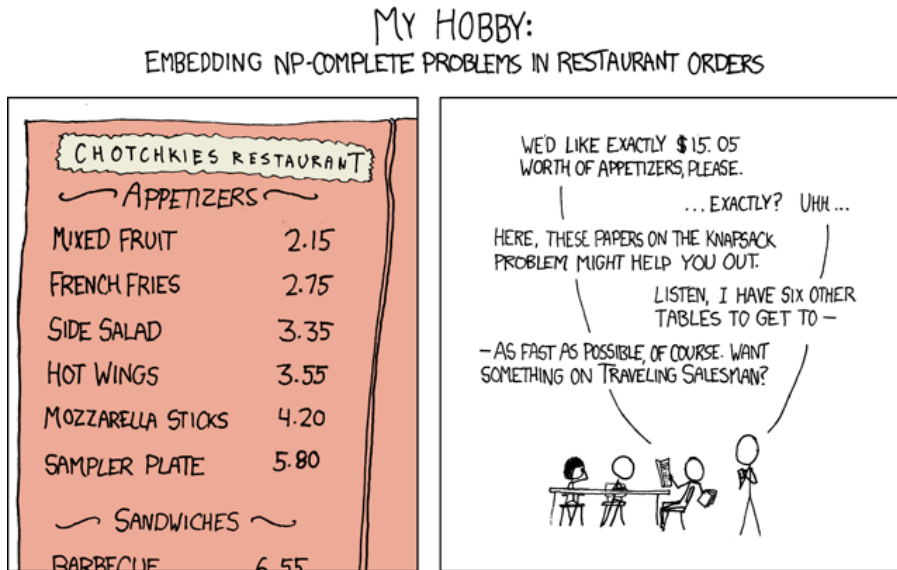 MY HOBBY:
EMBEDDING NP-COMPLETE PROBLEMS IN RESTAURANT ORDERS
CHOTCHKIES RESTAURANT
APPETIZERS
MIXED FRUIT 2.15
FRENCH FRIES 2.75
SIDE SALAD 3.35
HOT WINGS 3.55
MOZZARELLA STICKS 4.20
SAMPLER PLATE 5.80
SANDWICHES
BARBECUE 6.55
WE'D LIKE EXACTLY $15.05
WORTH OF APPETIZERS, PLEASE.
...EXACTLY? UHH...
HERE, THESE PAPERS ON THE KNAPSACK
PROBLEM MIGHT HELP YOU OUT.
LISTEN, I HAVE SIX OTHER
TABLES TO GET TO —
—AS FAST AS POSSIBLE, OF COURSE. WANT
SOMETHING ON TRAVELING SALESMAN?